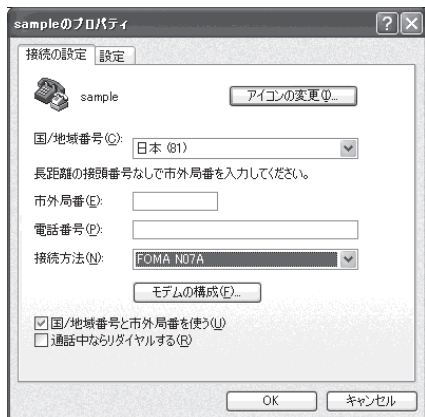 sampleのプロパティ
接続の設定 設定
sample
アイコンの変更(I)...
国/地域番号(C): 日本 (81)
長距離の接頭番号なしで市外局番を入力してください。
市外局番(E):
電話番号(P):
接続方法(N): FOMA N07A
モデムの構成(F)...
国/地域番号と市外局番を使う(U)
通話中ならリダイヤルする(R)
OK キャンセル